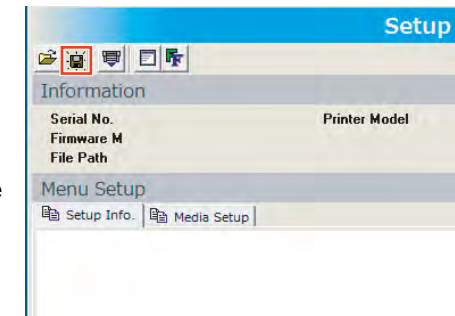 Setup
Information
Serial No. Printer Model
Firmware M
File Path
Menu Setup
Setup Info. Media Setup